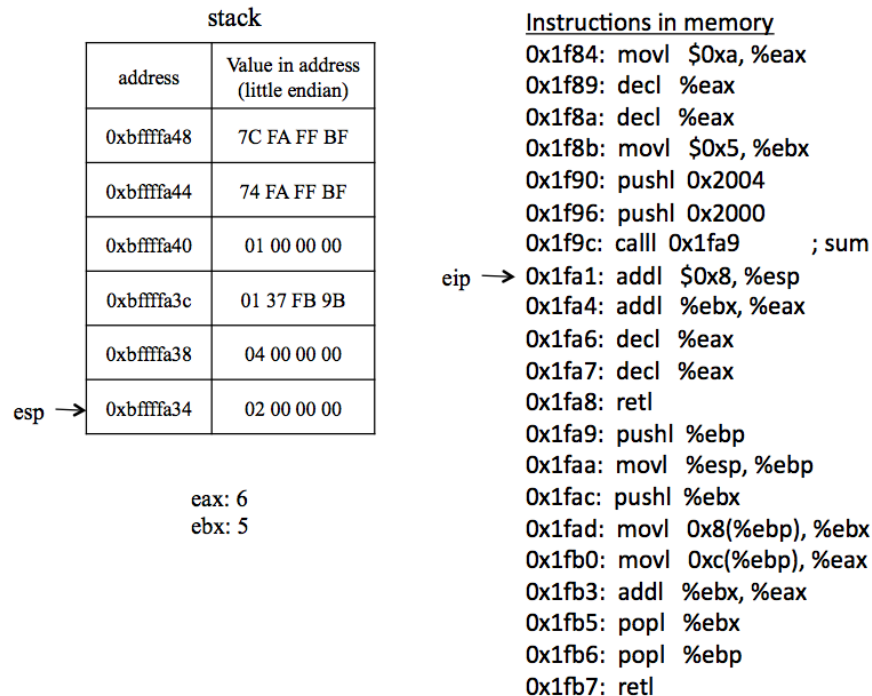 stack
address
Value in address
(little endian)
0xbffffa48 7C FA FF BF
0xbffffa44 74 FA FF BF
0xbffffa40 01 00 00 00
0xbffffa3c 01 37 FB 9B
0xbffffa38 04 00 00 00
esp 0xbffffa34 02 00 00 00
eax: 6
ebx: 5
Instructions in memory
0x1f84: movl $0xa, %eax
0x1f89: decl %eax
0x1f8a: decl %eax
0x1f8b: movl $0x5, %ebx
0x1f90: pushl 0x2004
0x1f96: pushl 0x2000
0x1f9c: calll 0x1fa9 ; sum
eip 0x1fa1: addl $0x8, %esp
0x1fa4: addl %ebx, %eax
0x1fa6: decl %eax
0x1fa7: decl %eax
0x1fa8: retl
0x1fa9: pushl %ebp
0x1faa: movl %esp, %ebp
0x1fac: pushl %ebx
0x1fad: movl 0x8(%ebp), %ebx
0x1fb0: movl 0xc(%ebp), %eax
0x1fb3: addl %ebx, %eax
0x1fb5: popl %ebx
0x1fb6: popl %ebp
0x1fb7: retl